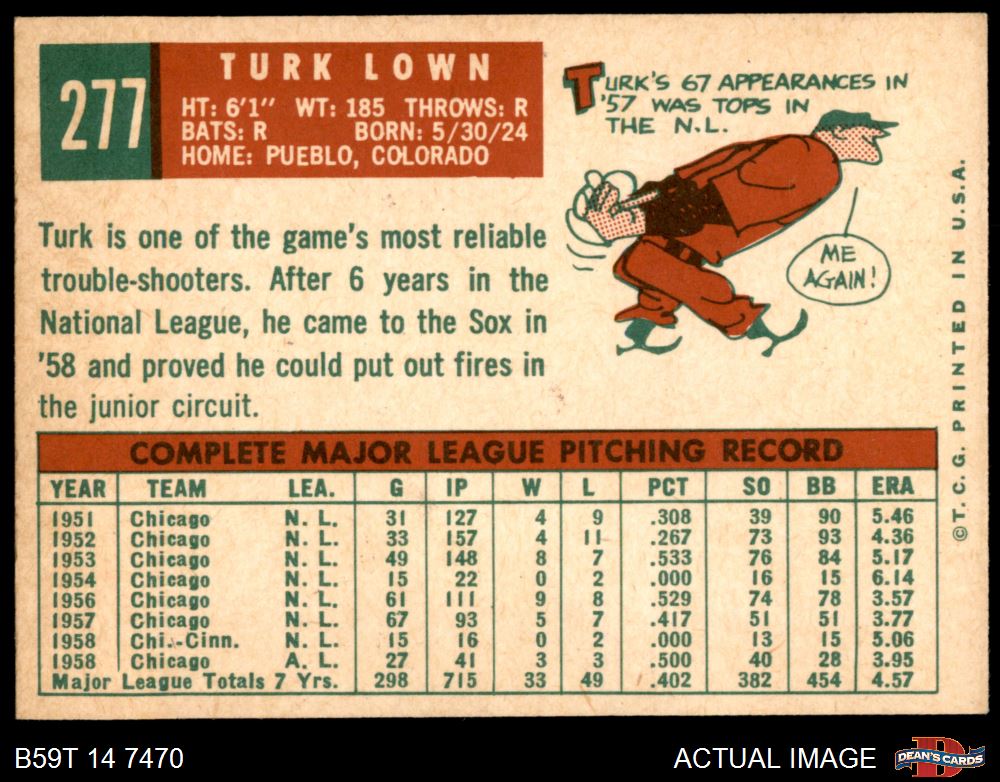 277
TURK LOWN
HT: 6'1" WT: 185 THROWS: R
BATS: R BORN: 5/30/24
HOME: PUEBLO, COLORADO
TURK'S 67 APPEARANCES IN
'57 WAS TOPS IN
THE N.L.
ME
AGAIN!
Turk is one of the game's most reliable
trouble-shooters. After 6 years in the
National League, he came to the Sox in
'58 and proved he could put out fires in
the junior circuit.
©T. C. G. PRINTED IN U.S.A.
COMPLETE MAJOR LEAGUE PITCHING RECORD
YEAR TEAM LEA. G IP W L PCT SO BB ERA
1951 Chicago N. L. 31 127 4 9 .308 39 90 5.46
1952 Chicago N. L. 33 157 4 11 .267 73 93 4.36
1953 Chicago N. L. 49 148 8 7 .533 76 84 5.17
1954 Chicago N. L. 15 22 0 2 .000 16 15 6.14
1956 Chicago N. L. 61 111 9 8 .529 74 78 3.57
1957 Chicago N. L. 67 93 5 7 .417 51 51 3.77
1958 Chi.-Cinn. N. L. 15 16 0 2 .000 13 15 5.06
1958 Chicago A. L. 27 41 3 3 .500 40 28 3.95
Major League Totals 7 Yrs. 298 715 33 49 .402 382 454 4.57
B59T 14 7470
ACTUAL IMAGE
D
DEAN'S CARDS